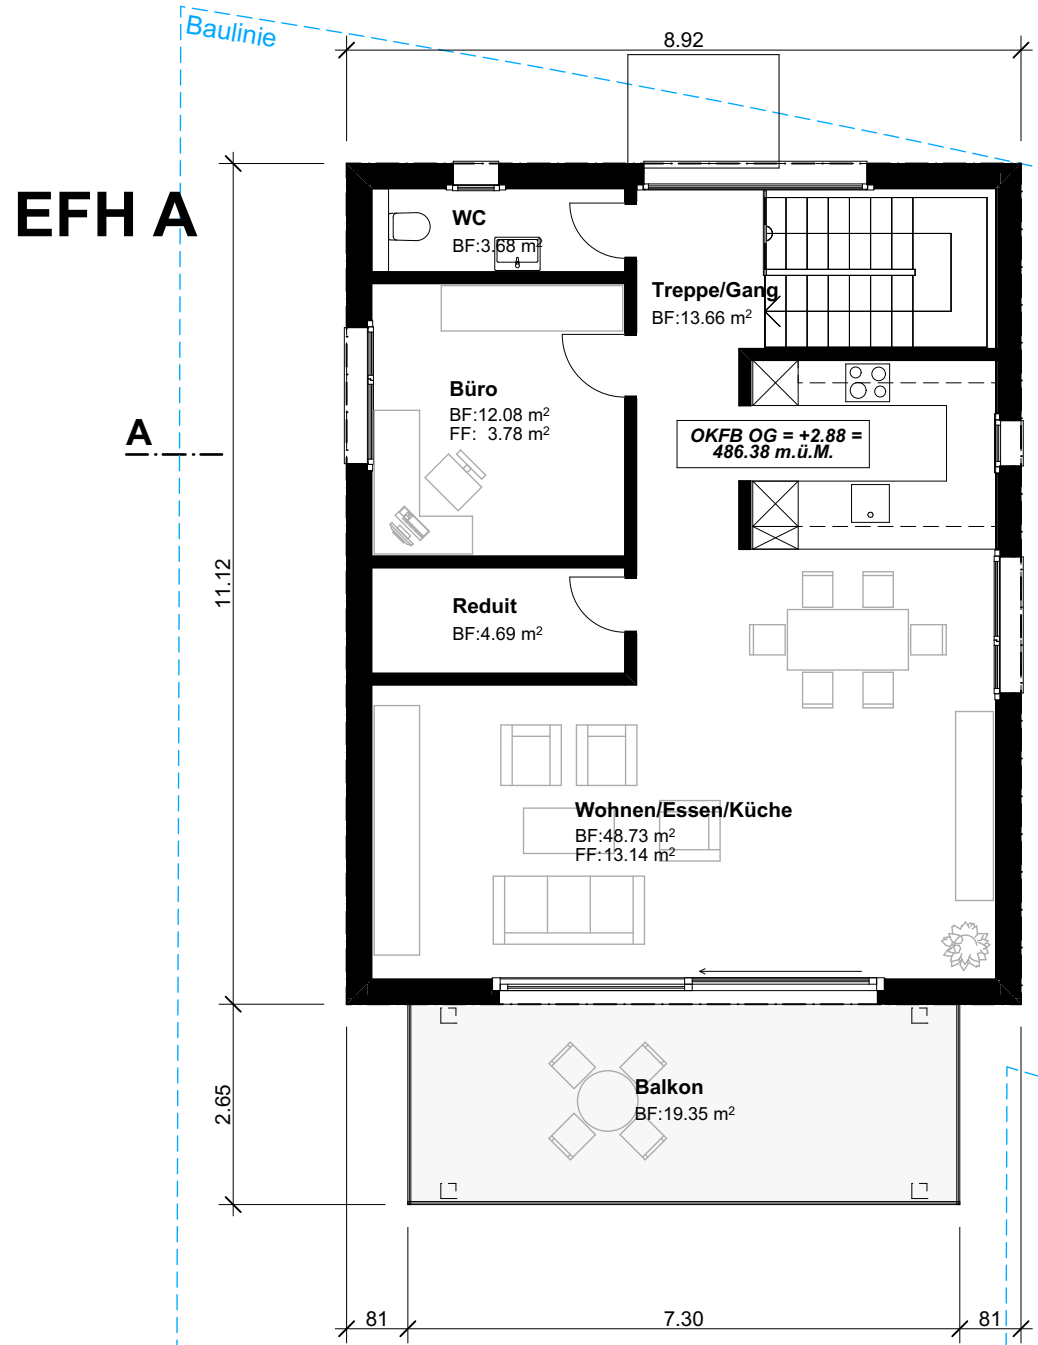 Baulinie
8.92
EFH A
WC
BF:3.68 m²
Treppe/Gang
BF:13.66 m²
Büro
BF:12.08 m²
FF: 3.78 m²
A
OKFB OG = +2.88 =
486.38 m.ü.M.
11.12
Reduit
BF:4.69 m²
Wohnen/Essen/Küche
BF:48.73 m²
FF:13.14 m²
2.65
Balkon
BF:19.35 m²
81
7.30
81